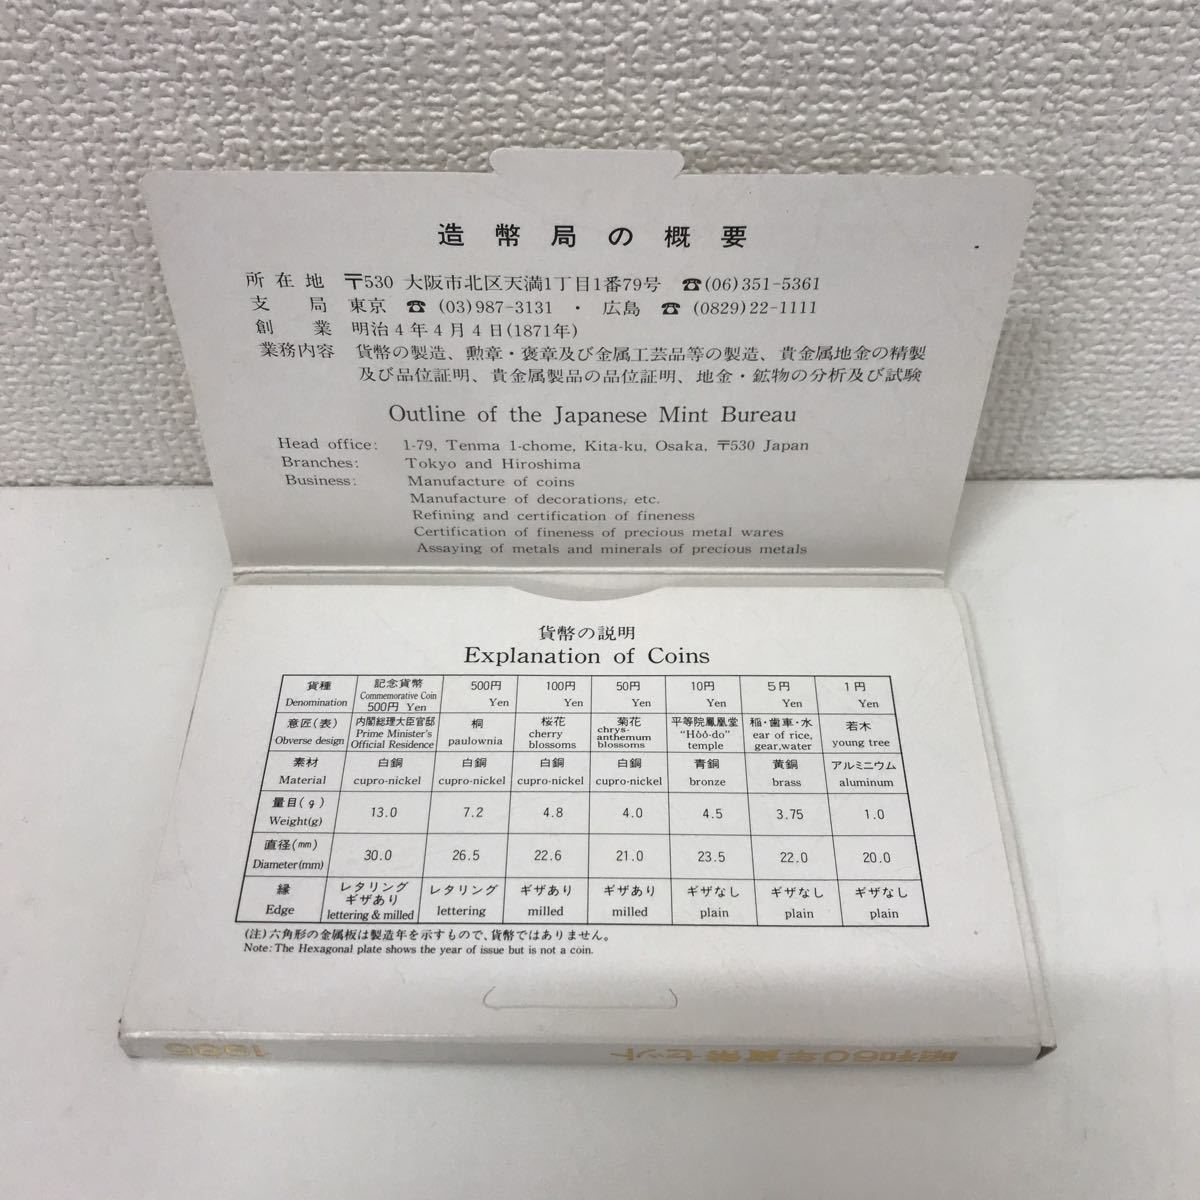 造幣局の概要
所在地 〒530 大阪市北区天満1丁目1番79号 ☎(06)351-5361
支局 東京 ☎ (03)987-3131 ・ 広島 ☎ (0829)22-1111
創業 明治4年4月4日(1871年)
業務内容 貨幣の製造、勲章・褒章及び金属工芸品等の製造、貴金属地金の精製
及び品位証明、貴金属製品の品位証明、地金・鉱物の分析及び試験
Outline of the Japanese Mint Bureau
Head office: 1-79, Tenma 1-chome, Kita-ku, Osaka, 〒530 Japan
Branches: Tokyo and Hiroshima
Business: Manufacture of coins
Manufacture of decorations, etc.
Refining and certification of fineness
Certification of fineness of precious metal wares
Assaying of metals and minerals of precious metals
貨幣の説明
Explanation of Coins
貨種 記念貨幣 500円 100円 50円 10円 5円 1円
Denomination Commemorative Coin 500円 Yen Yen Yen Yen Yen Yen Yen
意匠(表) 内閣総理大臣官邸 桐 桜花 菊花 平等院鳳凰堂 稲・歯車・水 若木
Obverse design Prime Minister's Official Residence paulownia cherry blossoms chrysanthemum blossoms "Hōō-do" temple ear of rice, gear,water young tree
素材 白銅 白銅 白銅 白銅 青銅 黄銅 アルミニウム
Material cupro-nickel cupro-nickel cupro-nickel cupro-nickel bronze brass aluminum
量目(g)
Weight(g) 13.0 7.2 4.8 4.0 4.5 3.75 1.0
直径(mm)
Diameter(mm) 30.0 26.5 22.6 21.0 23.5 22.0 20.0
縁 レタリング ギザあり レタリング ギザあり ギザあり ギザなし ギザなし ギザなし
Edge lettering & milled lettering milled milled plain plain plain
(注)六角形の金属板は製造年を示すもので、貨幣ではありません。
Note: The Hexagonal plate shows the year of issue but is not a coin.
昭和60年貨幣セット 1985